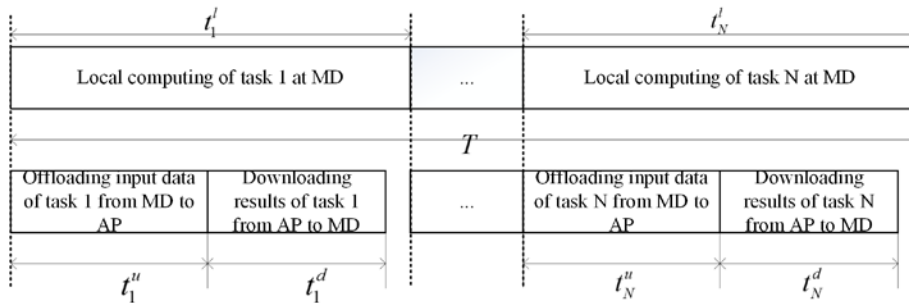 t_1^l
t_N^l
Local computing of task 1 at MD
...
Local computing of task N at MD
T
Offloading input data
of task 1 from MD to
AP
Downloading
results of task 1
from AP to MD
...
Offloading input data
of task N from MD to
AP
Downloading
results of task N
from AP to MD
t_1^u
t_1^d
t_N^u
t_N^d